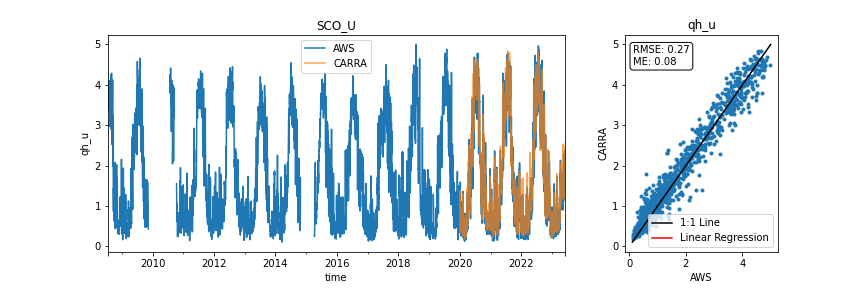 SCO_U
qh_u
5
4
3
2
1
0
2010
2012
2014
2016
2018
2020
2022
time
AWS
CARRA
qh_u
CARRA
5
4
3
2
1
0
0
2
4
AWS
RMSE: 0.27
ME: 0.08
1:1 Line
Linear Regression